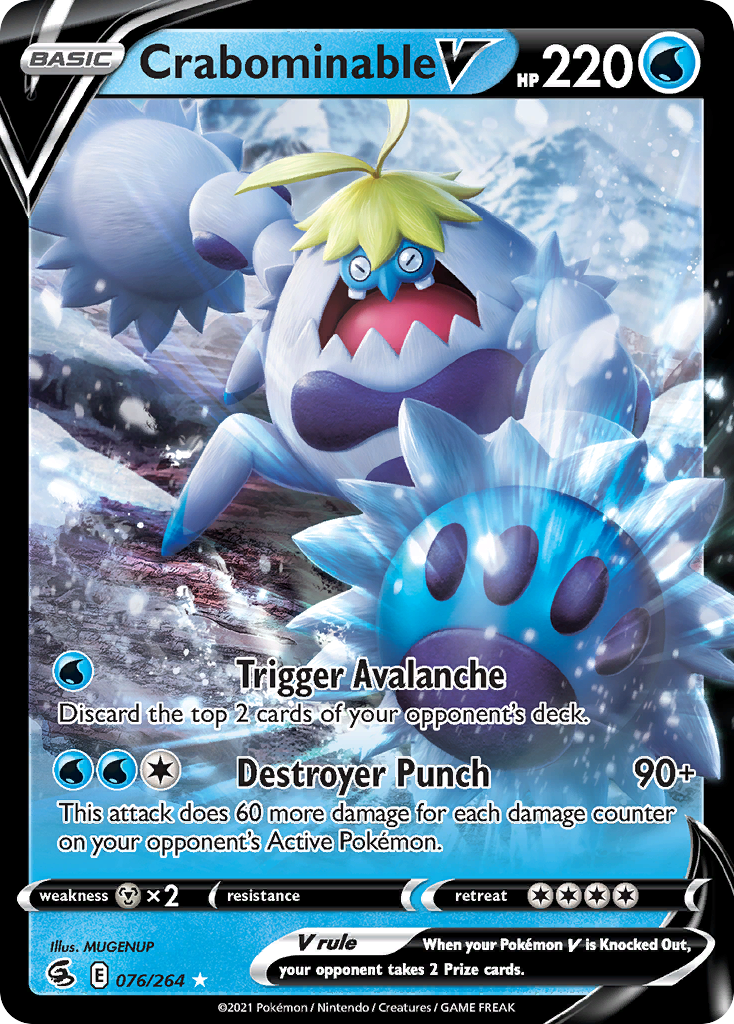 BASIC
Crabominable V
HP 220
Trigger Avalanche
Discard the top 2 cards of your opponent's deck.
Destroyer Punch 90+
This attack does 60 more damage for each damage counter
on your opponent's Active Pokémon.
weakness ×2 resistance retreat
Illus. MUGENUP
V rule
When your Pokémon V is Knocked Out,
your opponent takes 2 Prize cards.
E 076/264
©2021 Pokémon / Nintendo / Creatures / GAME FREAK